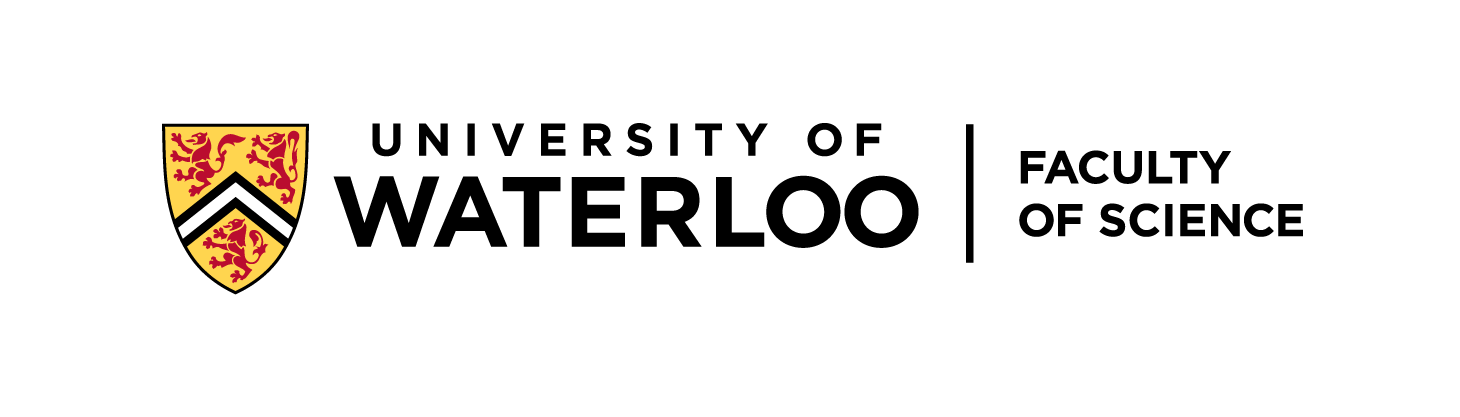 UNIVERSITY OF
WATERLOO
FACULTY
OF SCIENCE